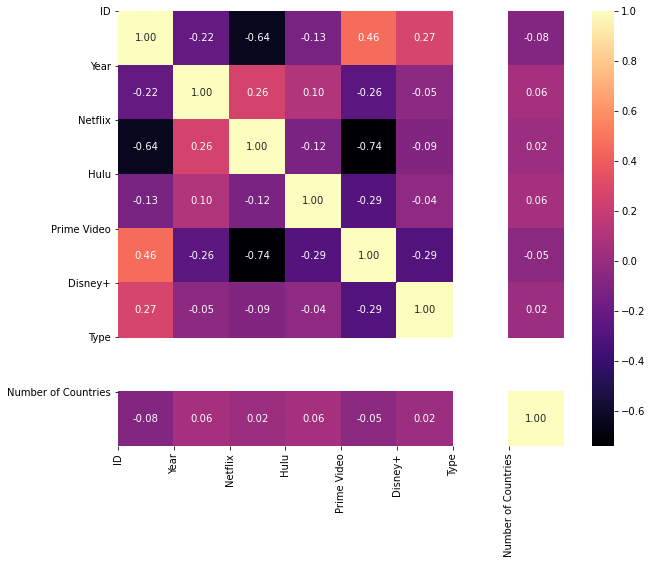 ID
1.00 -0.22 -0.64 -0.13 0.46 0.27 -0.08
Year
-0.22 1.00 0.26 0.10 -0.26 -0.05 0.06
Netflix
-0.64 0.26 1.00 -0.12 -0.74 -0.09 0.02
Hulu
-0.13 0.10 -0.12 1.00 -0.29 -0.04 0.06
Prime Video
0.46 -0.26 -0.74 -0.29 1.00 -0.29 -0.05
Disney+
0.27 -0.05 -0.09 -0.04 -0.29 1.00 0.02
Type
Number of Countries
-0.08 0.06 0.02 0.06 -0.05 0.02 1.00
ID
Year
Netflix
Hulu
Prime Video
Disney+
Type
Number of Countries
1.0
0.8
0.6
0.4
0.2
0.0
−0.2
−0.4
−0.6